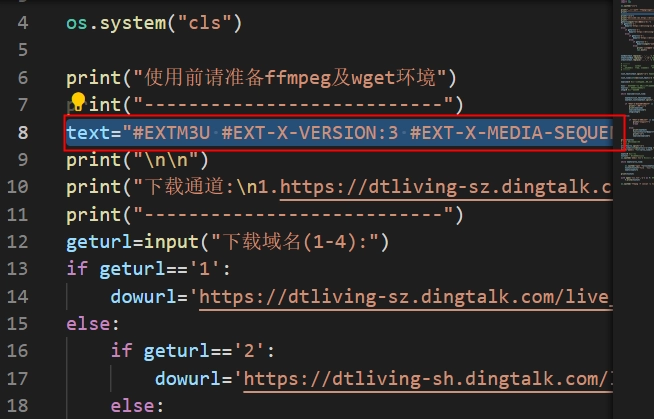 4 os.system("cls")
5
6 print("使用前请准备ffmpeg及wget环境")
7 print("---------------------------")
8 text="#EXTM3U #EXT-X-VERSION:3 #EXT-X-MEDIA-SEQUE
9 print("\n\n")
10 print("下载通道:\n1.https://dtliving-sz.dingtalk.c
11 print("---------------------------")
12 geturl=input("下载域名(1-4):")
13 if geturl=='1':
14 dowurl='https://dtliving-sz.dingtalk.com/live_
15 else:
16 if geturl=='2':
17 dowurl='https://dtliving-sh.dingtalk.com/
18 else: